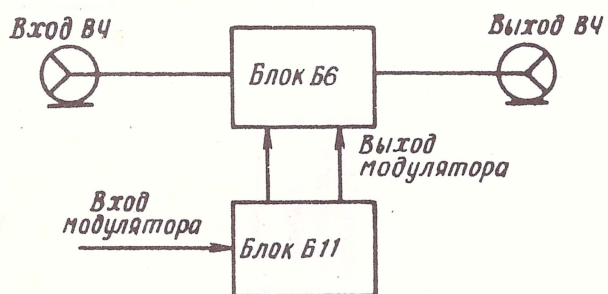 Вход ВЧ
Выход ВЧ
Блок Б6
Выход
модулятора
Вход
модулятора
Блок Б11